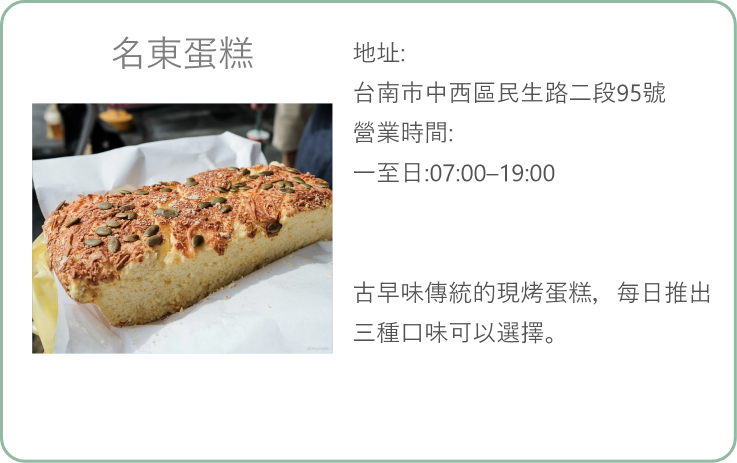 名東蛋糕
地址:
台南市中西區民生路二段95號
營業時間:
一至日:07:00–19:00
古早味傳統的現烤蛋糕，每日推出
三種口味可以選擇。